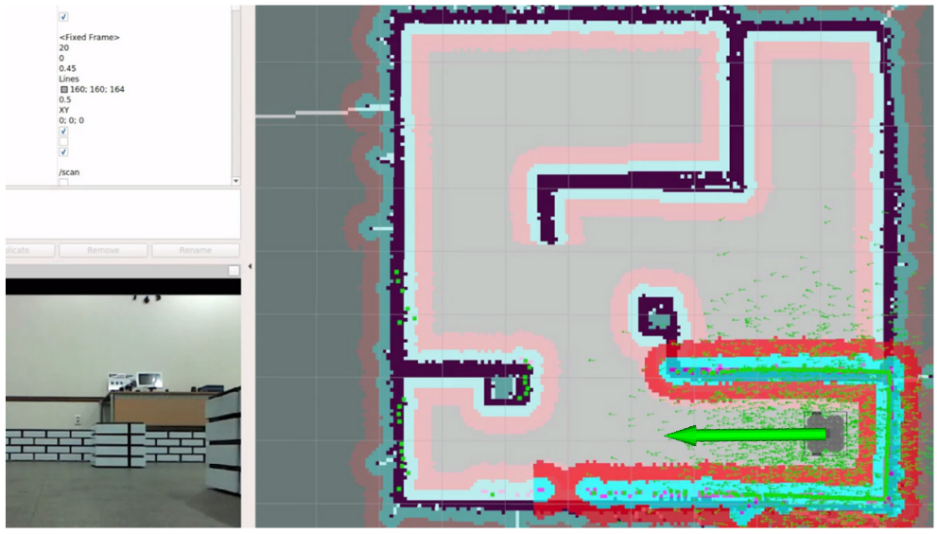 <Fixed Frame>
20
0
0.45
Lines
160; 160; 164
0.5
XY
0; 0; 0
/scan
Remove
Rename